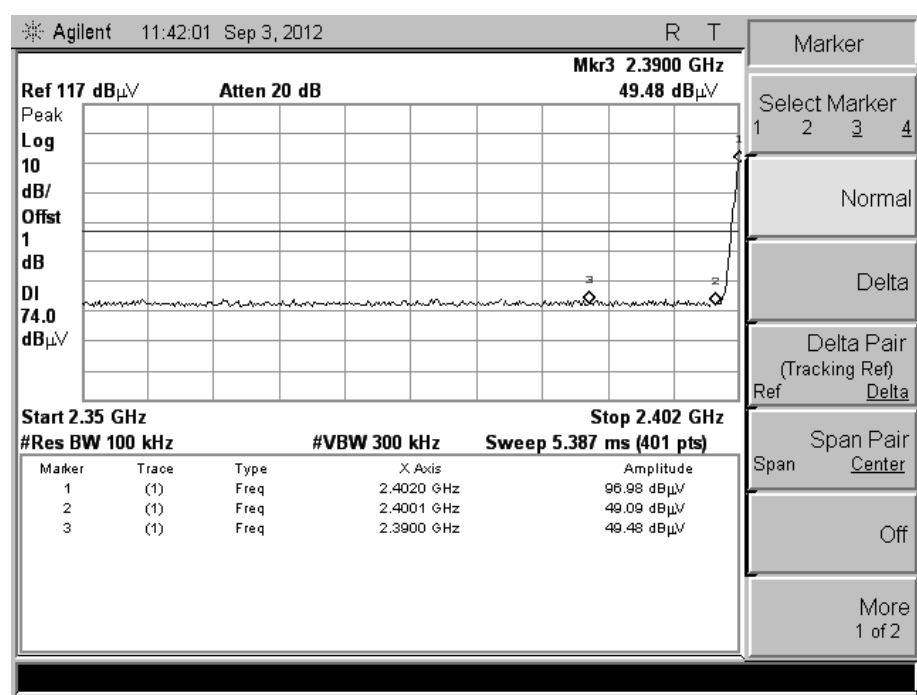 Agilent 11:42:01 Sep 3, 2012 R T
Mkr3 2.3900 GHz
Ref 117 dBµV Atten 20 dB 49.48 dBµV
Peak
Log
10
dB/
Offst
1
dB
DI
74.0
dBµV
1
3
2
Start 2.35 GHz Stop 2.402 GHz
#Res BW 100 kHz #VBW 300 kHz Sweep 5.387 ms (401 pts)
Marker Trace Type X Axis Amplitude
1 (1) Freq 2.4020 GHz 96.98 dBµV
2 (1) Freq 2.4001 GHz 49.09 dBµV
3 (1) Freq 2.3900 GHz 49.48 dBµV
Marker
Select Marker
1 2 3 4
Normal
Delta
Delta Pair
(Tracking Ref)
Ref Delta
Span Pair
Span Center
Off
More
1 of 2